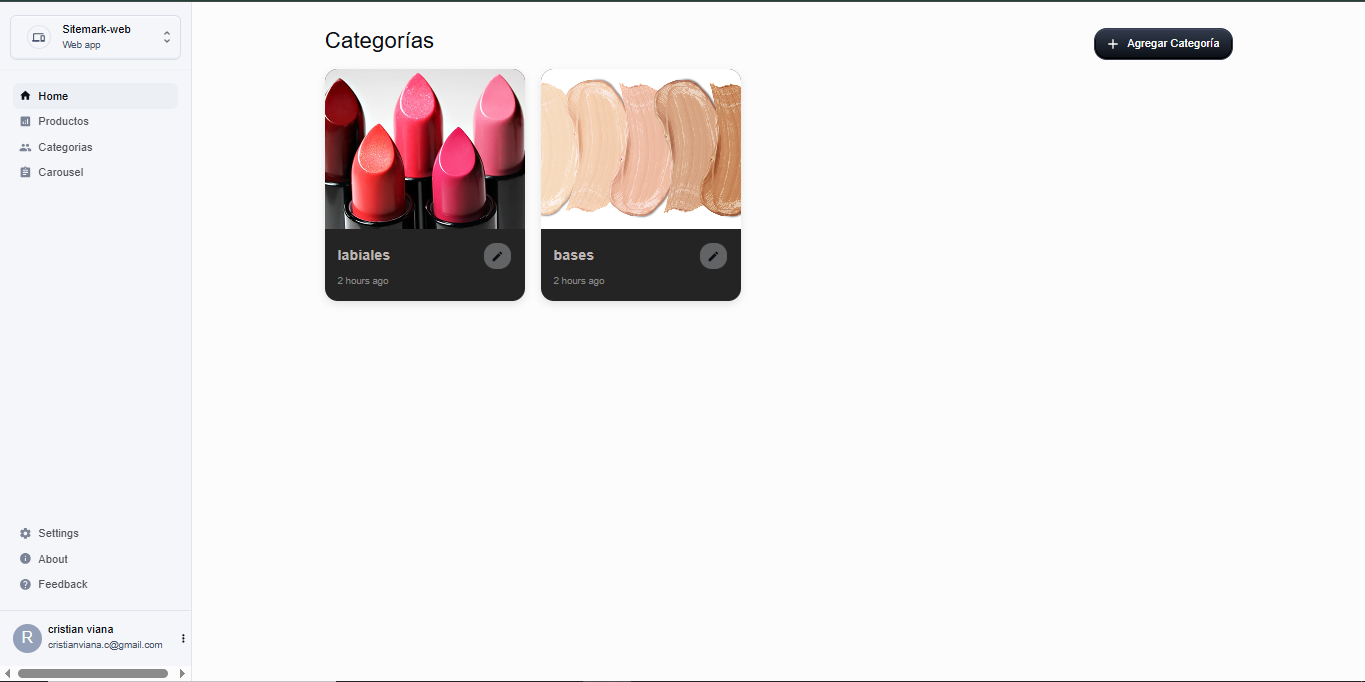 Sitemark-web
Web app
Home
Productos
Categorias
Carousel
Settings
About
Feedback
R
cristian viana
cristianviana.c@gmail.com
Categorías
+ Agregar Categoría
labiales
2 hours ago
bases
2 hours ago